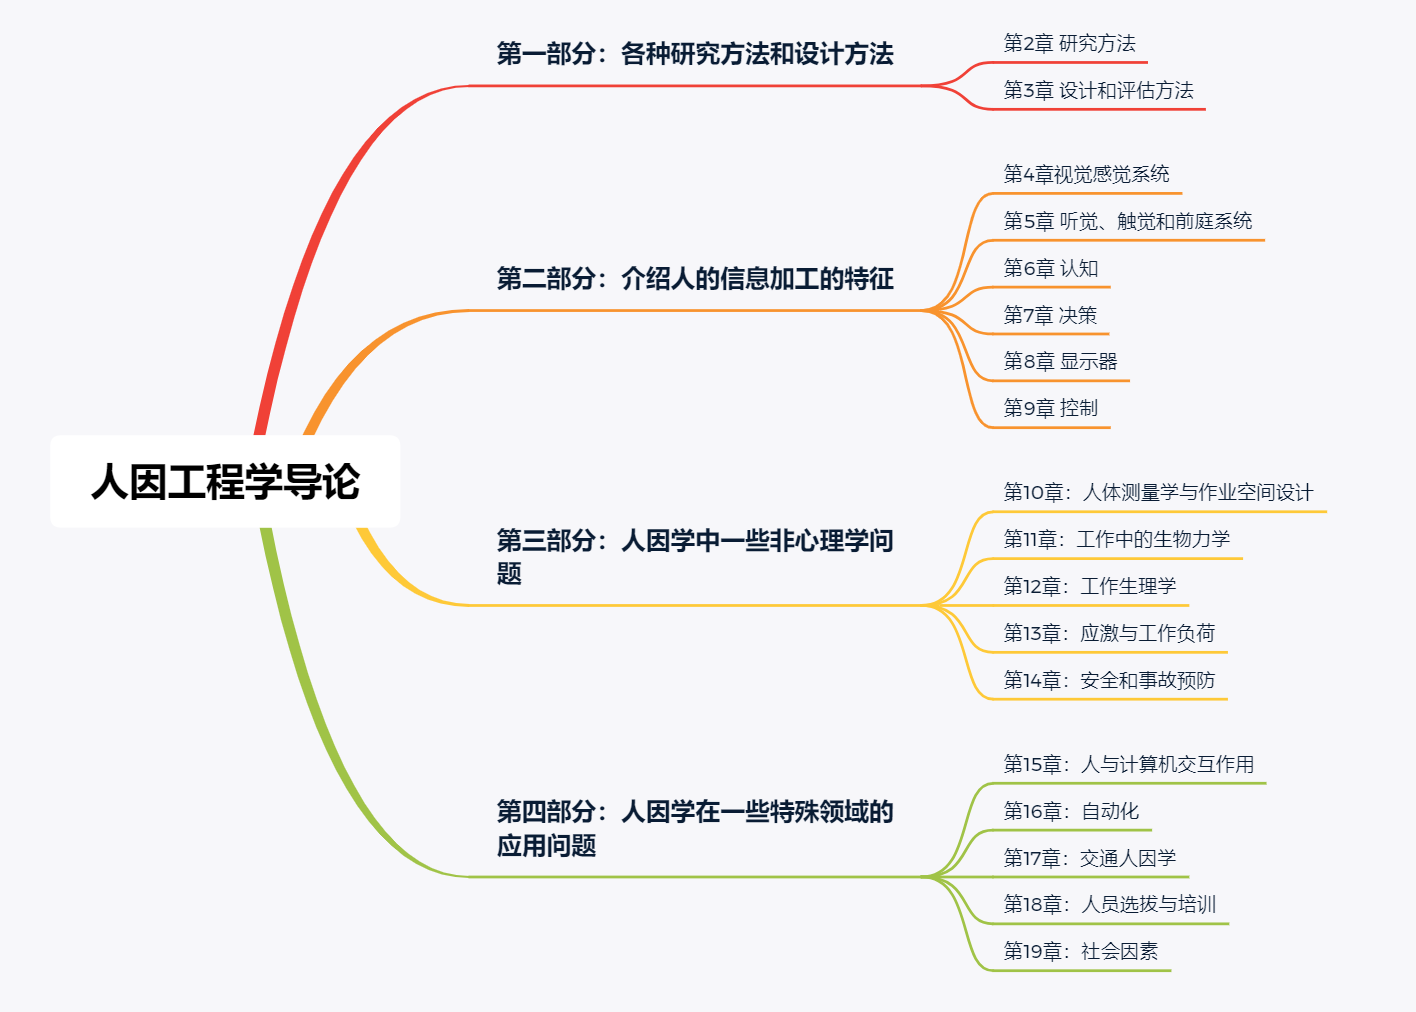 人因工程学导论
第一部分：各种研究方法和设计方法
第2章 研究方法
第3章 设计和评估方法
第二部分：介绍人的信息加工的特征
第4章视觉感觉系统
第5章 听觉、触觉和前庭系统
第6章 认知
第7章 决策
第8章 显示器
第9章 控制
第三部分：人因学中一些非心理学问
题
第10章：人体测量学与作业空间设计
第11章：工作中的生物力学
第12章：工作生理学
第13章：应激与工作负荷
第14章：安全和事故预防
第四部分：人因学在一些特殊领域的
应用问题
第15章：人与计算机交互作用
第16章：自动化
第17章：交通人因学
第18章：人员选拔与培训
第19章：社会因素